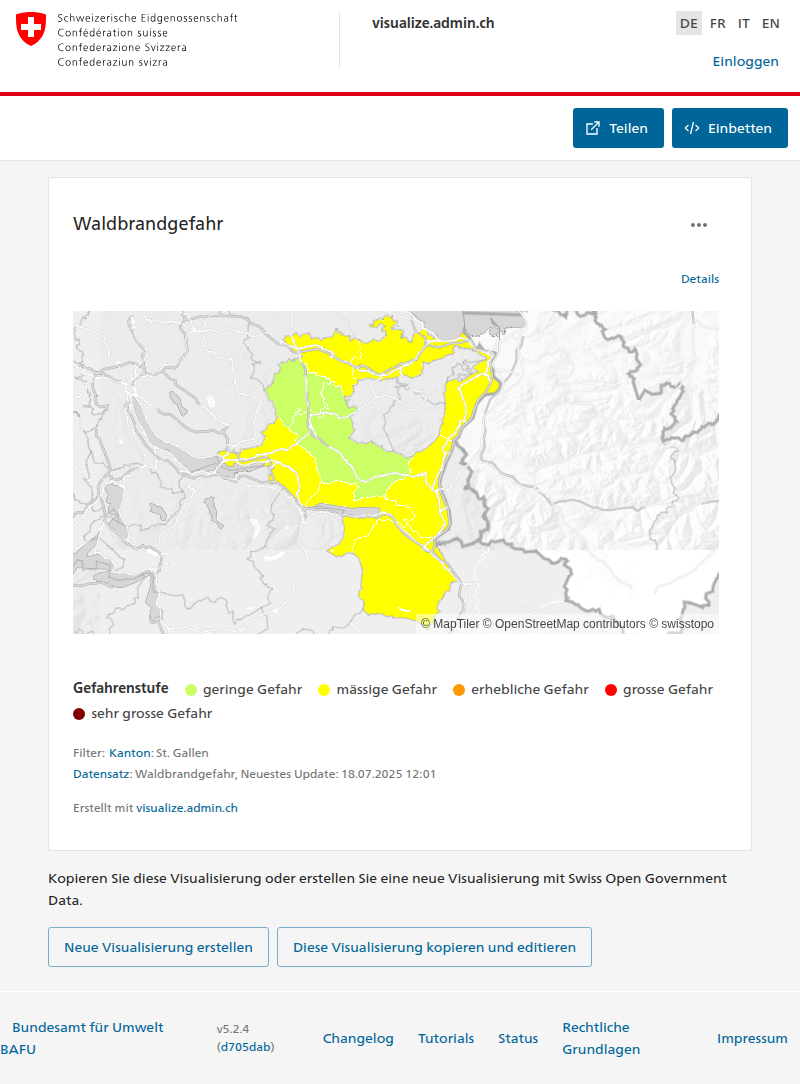 Schweizerische Eidgenossenschaft
Confédération suisse
Confederazione Svizzera
Confederaziun svizra
visualize.admin.ch
DE FR IT EN
Einloggen
Teilen
Einbetten
Waldbrandgefahr
Details
© MapTiler © OpenStreetMap contributors © swisstopo
Gefahrenstufe geringe Gefahr mässige Gefahr erhebliche Gefahr grosse Gefahr
sehr grosse Gefahr
Filter: Kanton: St. Gallen
Datensatz: Waldbrandgefahr, Neuestes Update: 18.07.2025 12:01
Erstellt mit visualize.admin.ch
Kopieren Sie diese Visualisierung oder erstellen Sie eine neue Visualisierung mit Swiss Open Government
Data.
Neue Visualisierung erstellen
Diese Visualisierung kopieren und editieren
Bundesamt für Umwelt
BAFU
v5.2.4
(d705dab)
Changelog
Tutorials
Status
Rechtliche
Grundlagen
Impressum